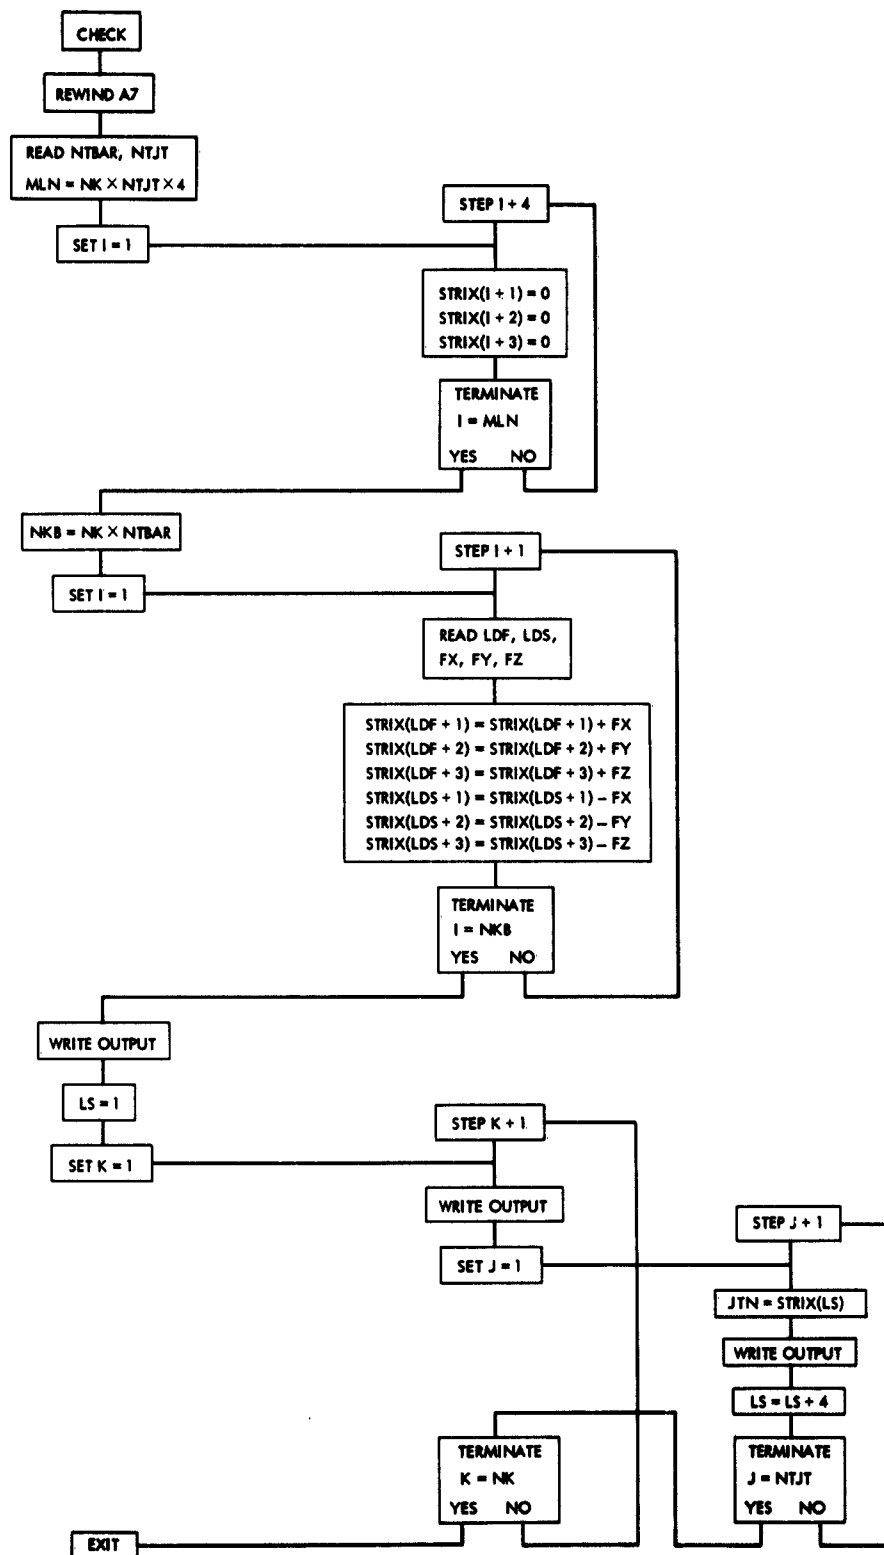 CHECK
REWIND A7
READ NTBAR, NTJT
MLN = NK × NTJT × 4
SET I = 1
STEP I + 4
STRIX(I + 1) = 0
STRIX(I + 2) = 0
STRIX(I + 3) = 0
TERMINATE
I = MLN
YES NO
NKB = NK × NTBAR
SET I = 1
STEP I + 1
READ LDF, LDS,
FX, FY, FZ
STRIX(LDF + 1) = STRIX(LDF + 1) + FX
STRIX(LDF + 2) = STRIX(LDF + 2) + FY
STRIX(LDF + 3) = STRIX(LDF + 3) + FZ
STRIX(LDS + 1) = STRIX(LDS + 1) – FX
STRIX(LDS + 2) = STRIX(LDS + 2) – FY
STRIX(LDS + 3) = STRIX(LDS + 3) – FZ
TERMINATE
I = NKB
YES NO
WRITE OUTPUT
LS = 1
SET K = 1
STEP K + 1
WRITE OUTPUT
SET J = 1
STEP J + 1
JTN = STRIX(LS)
WRITE OUTPUT
LS = LS + 4
TERMINATE
J = NTJT
YES NO
TERMINATE
K = NK
YES NO
EXIT